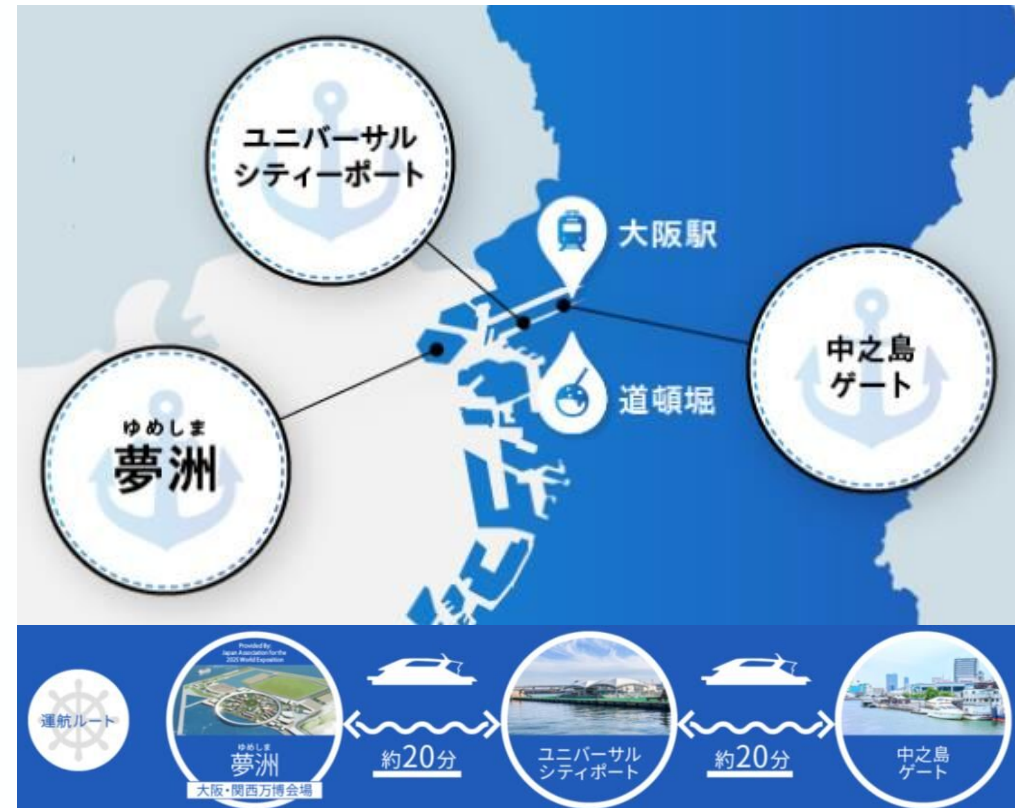 ユニバーサル
シティーポート
大阪駅
中之島
ゲート
道頓堀
ゆめしま
夢洲
運航ルート
Provided By:
Japan Association for the
2025 World Exposition
ゆめしま
夢洲
大阪・関西万博会場
約20分
ユニバーサル
シティポート
約20分
中之島
ゲート